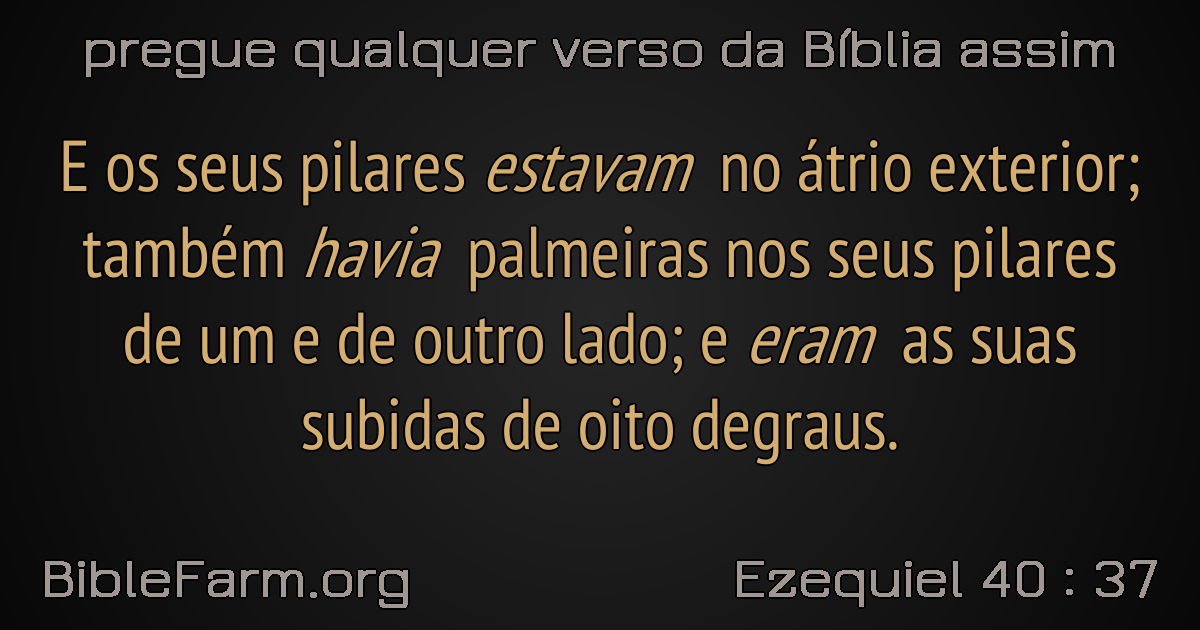 pregue qualquer verso da Bíblia assim
E os seus pilares estavam no átrio exterior;
também havia palmeiras nos seus pilares
de um e de outro lado; e eram as suas
subidas de oito degraus.
BibleFarm.org
Ezequiel 40 : 37